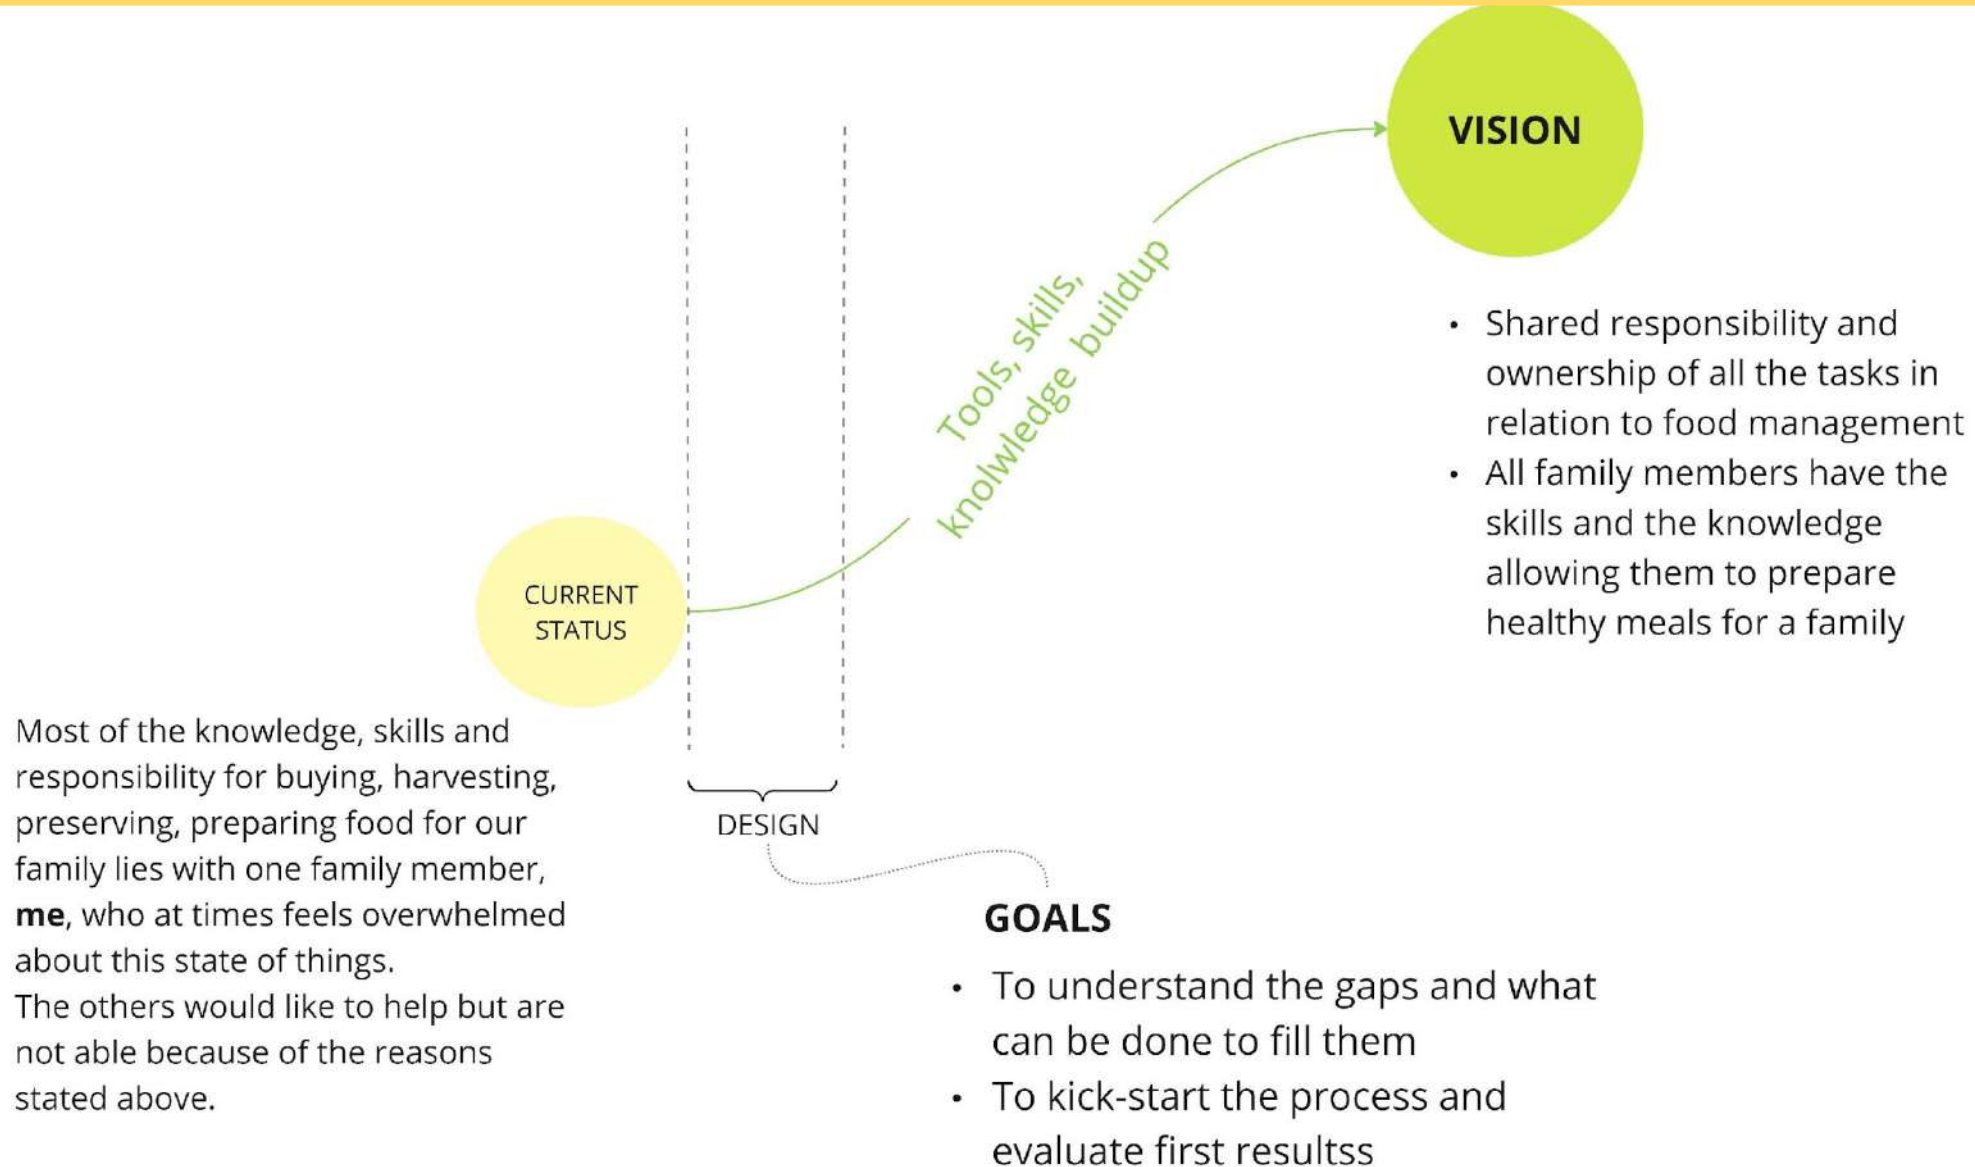 VISION
Shared responsibility and
ownership of all the tasks in
relation to food management
All family members have the
skills and the knowledge
allowing them to prepare
healthy meals for a family
Tools, skills,
knolwledge buildup
CURRENT
STATUS
Most of the knowledge, skills and
responsibility for buying, harvesting,
preserving, preparing food for our
family lies with one family member,
me, who at times feels overwhelmed
about this state of things.
The others would like to help but are
not able because of the reasons
stated above.
DESIGN
GOALS
To understand the gaps and what
can be done to fill them
To kick-start the process and
evaluate first resultss